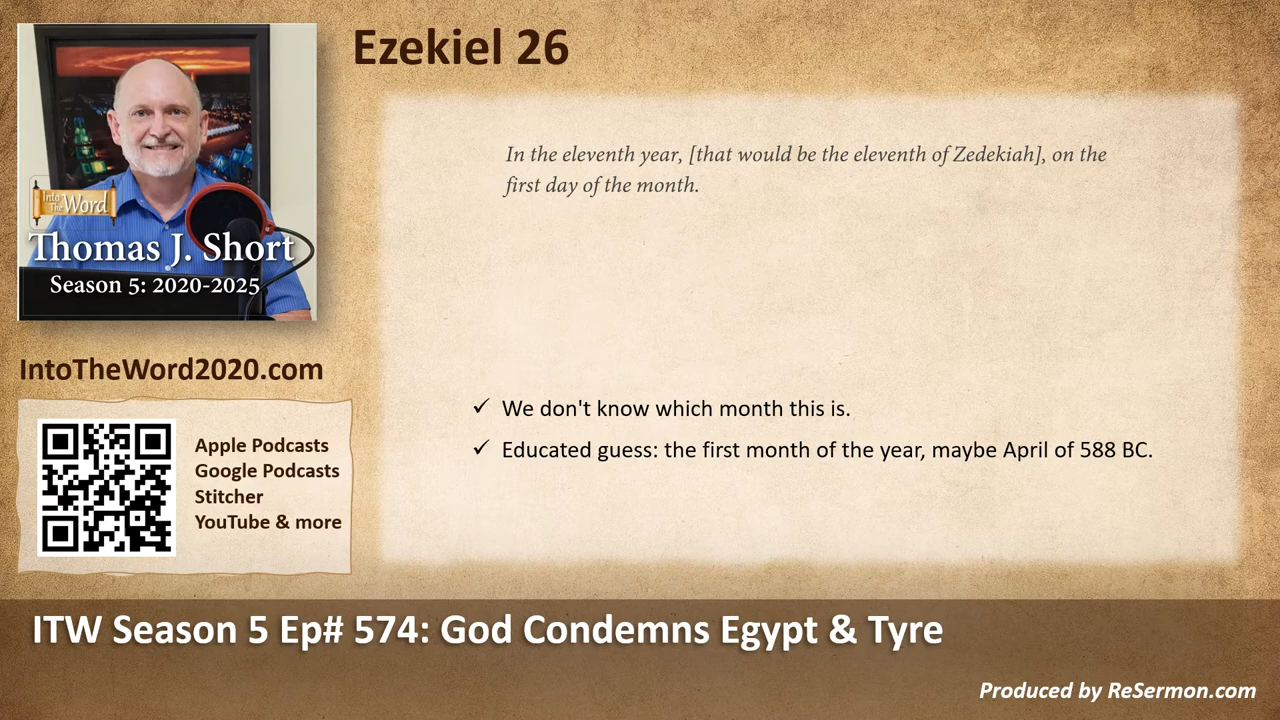 Ezekiel 26
In the eleventh year, [that would be the eleventh of Zedekiah], on the
first day of the month.
Into
The Word
Thomas J. Short
Season 5: 2020-2025
IntoTheWord2020.com
Apple Podcasts
Google Podcasts
Stitcher
YouTube & more
✓ We don't know which month this is.
✓ Educated guess: the first month of the year, maybe April of 588 BC.
ITW Season 5 Ep# 574: God Condemns Egypt & Tyre
Produced by ReSermon.com